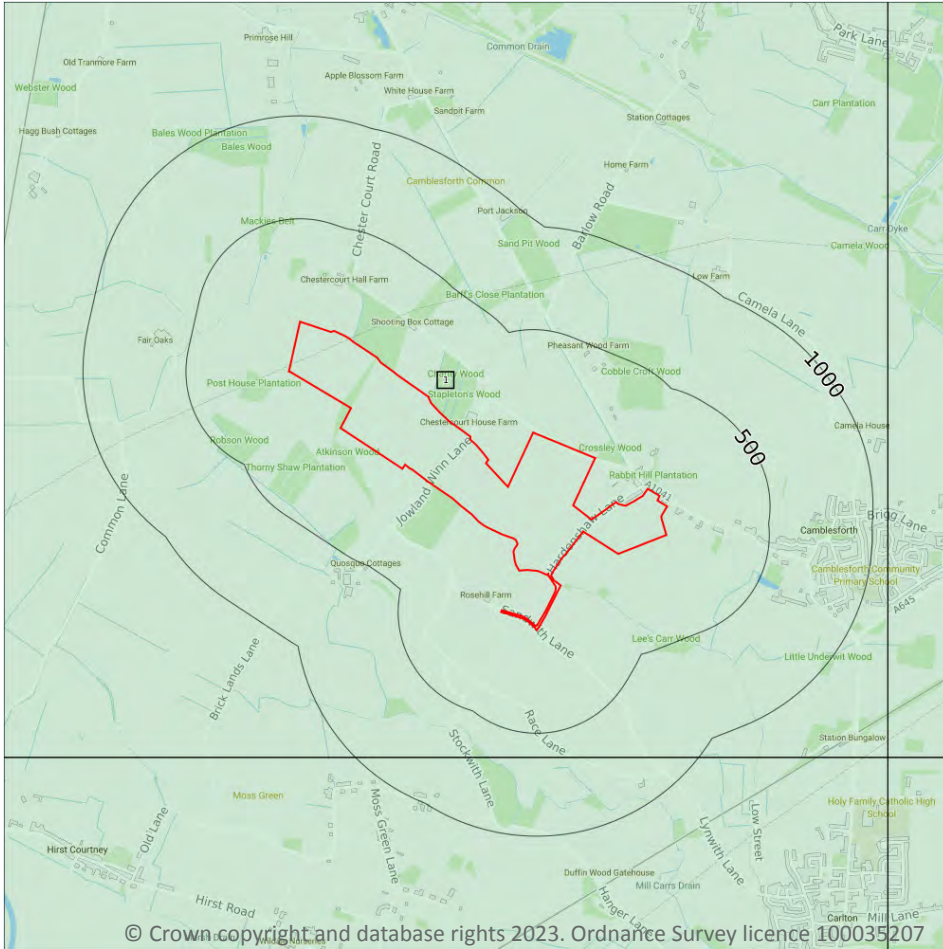 Park Lane
Primrose Hill
Common Drain
Old Tranmore Farm
Apple Blossom Farm
Webster Wood
White House Farm
Carr Plantation
Sandpit Farm
Station Cottages
Hagg Bush Cottages
Bales Wood Plantation
Bales Wood
Home Farm
Chester Court Road
Camblesforth Common
Barlow Road
Port Jackson
Mackies Belt
Carr Dyke
Sand Pit Wood
Camela Wood
Low Farm
Chestercourt Hall Farm
Barff's Close Plantation
Camela Lane
Shooting Box Cottage
Fair Oaks
Pheasant Wood Farm
1000
Cobble Croft Wood
1
Post House Plantation
Stapleton's Wood
Chestercourt House Farm
Camela House
Robson Wood
500
Atkinson Wood
Crossley Wood
Thorny Shaw Plantation
Jowland Winn Lane
Rabbit Hill Plantation
A1041
Common Lane
Brigg Lane
Hardenshaw Lane
Camblesforth
Quosquo Cottages
Camblesforth Community
Primary School
Rosehill Farm
A645
Sandwith Lane
Lee's Carr Wood
Little Underwit Wood
Brick Lands Lane
Race Lane
Station Bungalow
Stockwith Lane
Moss Green
Holy Family Catholic High
School
Old Lane
Moss Green Lane
Low Street
Lynwith Lane
Hirst Courtney
Duffin Wood Gatehouse
Mill Carrs Drain
Hirst Road
Hanger Lane
Carlton
Mill Lane
© Crown copyright and database rights 2023. Ordnance Survey licence 100035207